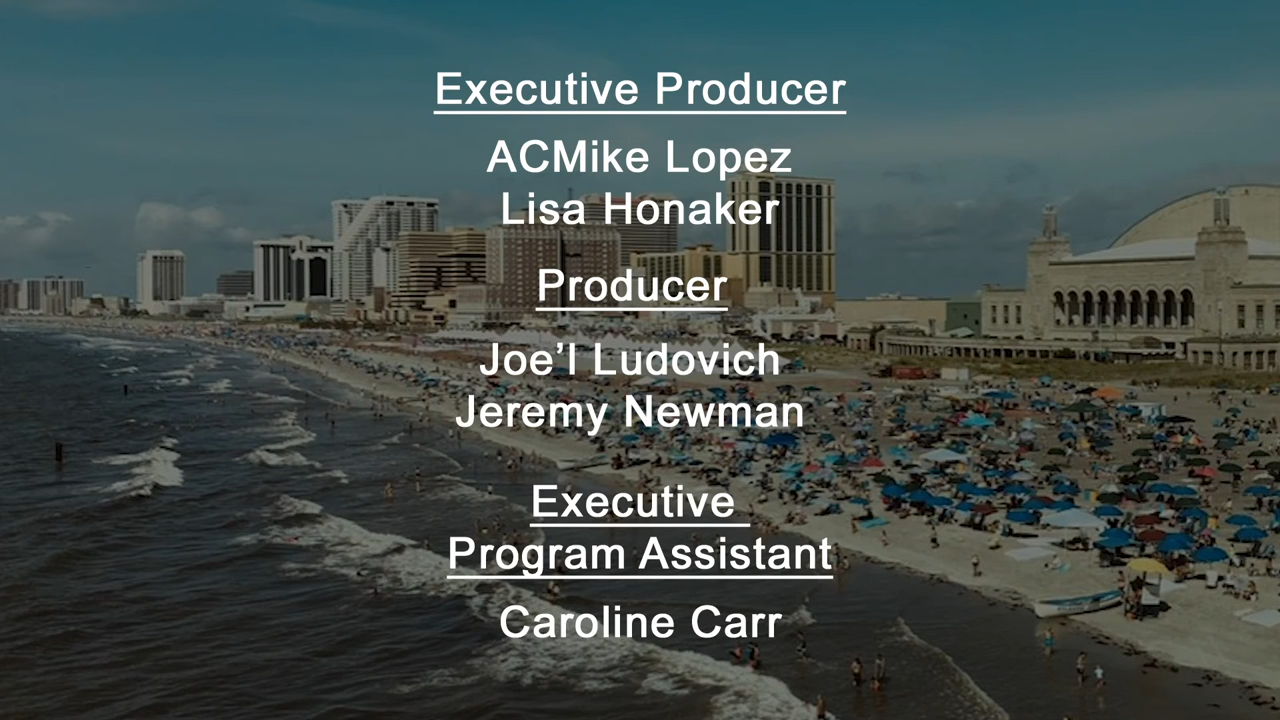 Executive Producer
ACMike Lopez
Lisa Honaker
Producer
Joe’l Ludovich
Jeremy Newman
Executive
Program Assistant
Caroline Carr